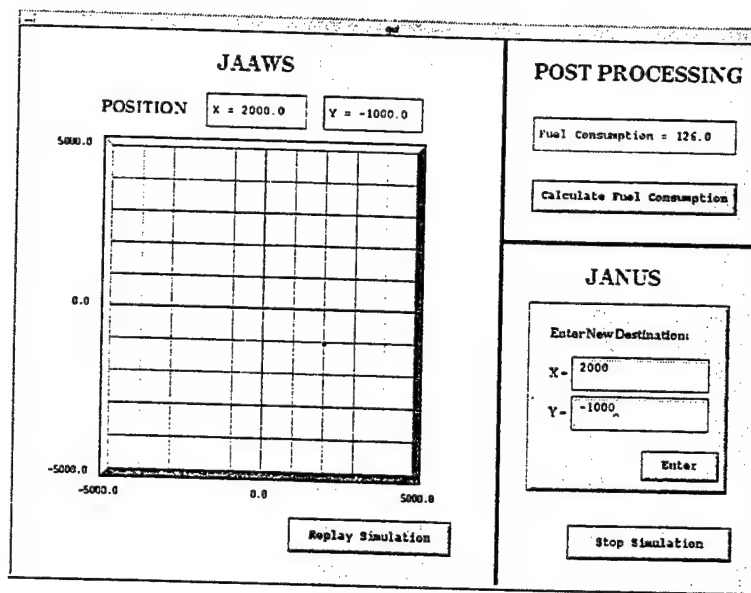 JAAWS
POSITION
X = 2000.0
Y = -1000.0
5000.0
0.0
-5000.0
-5000.0
0.0
5000.0
Replay Simulation
POST PROCESSING
Fuel Consumption = 126.0
Calculate Fuel Consumption
JANUS
Enter New Destination:
X= 2000
Y= -1000
Enter
Stop Simulation